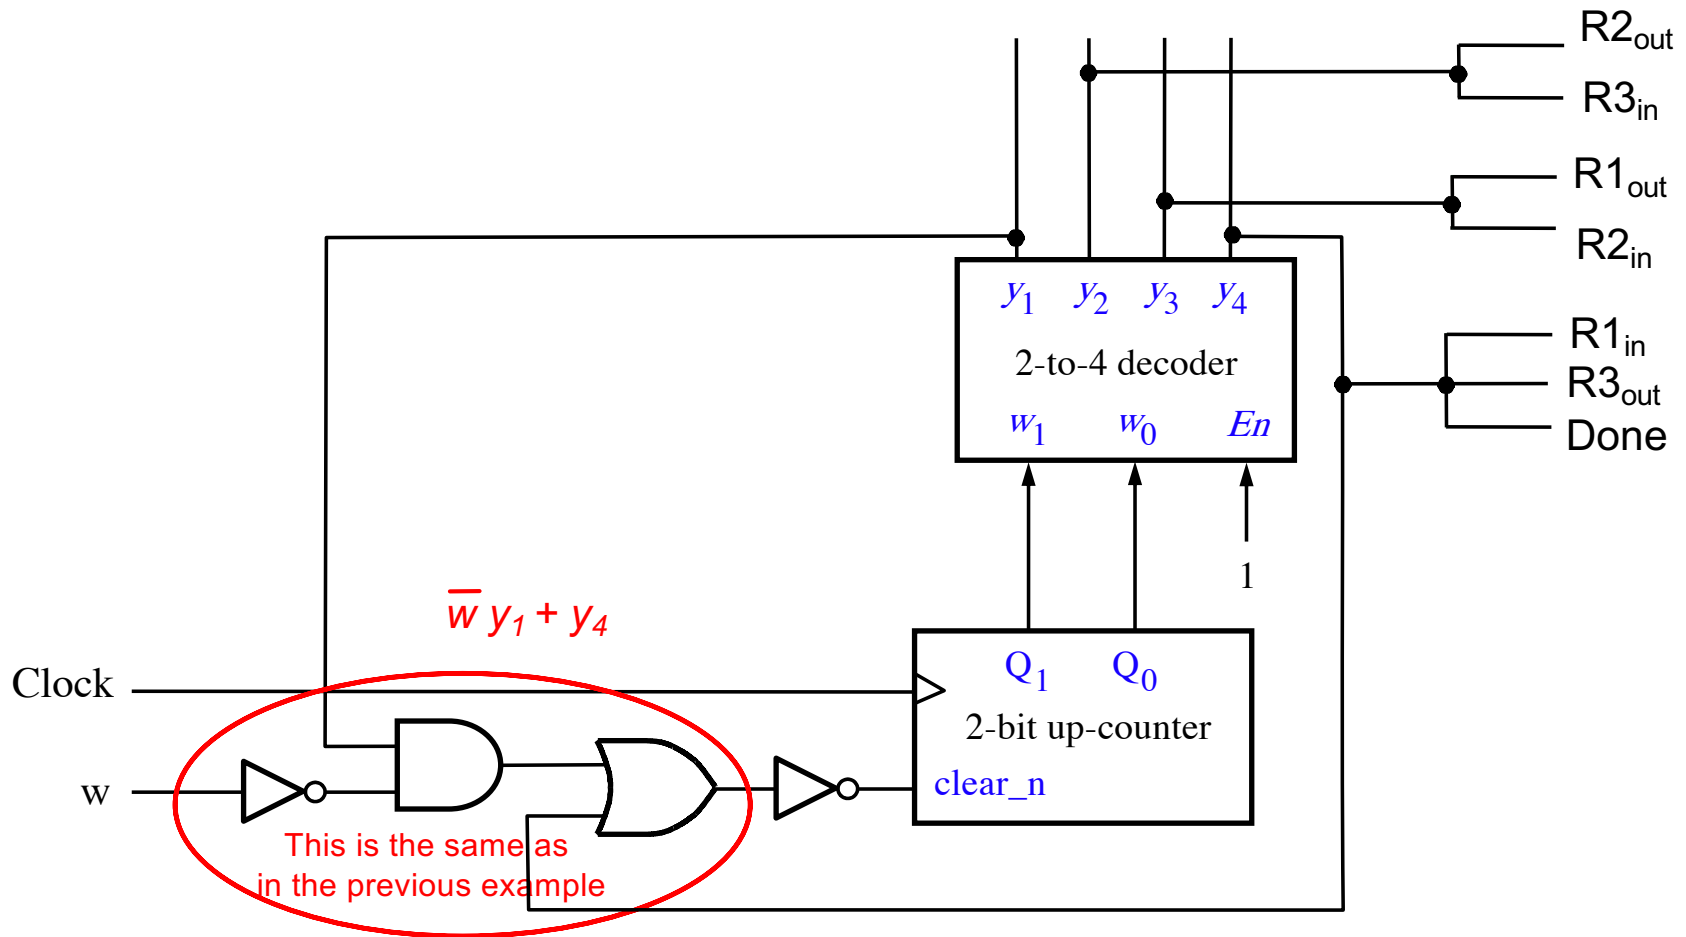 R2out
R3in
R1out
R2in
y1 y2 y3 y4
2-to-4 decoder
w1 w0 En
R1in
R3out
Done
1
w̅ y1 + y4
Clock
Q1 Q0
2-bit up-counter
w
clear_n
This is the same as
in the previous example